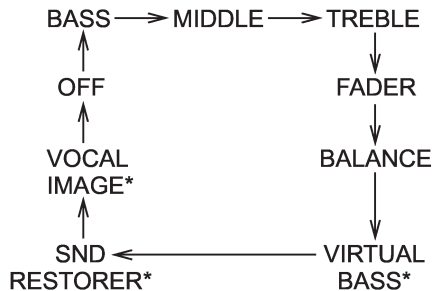 BASS MIDDLE TREBLE
OFF FADER
VOCAL
IMAGE* BALANCE
SND
RESTORER* VIRTUAL
BASS*